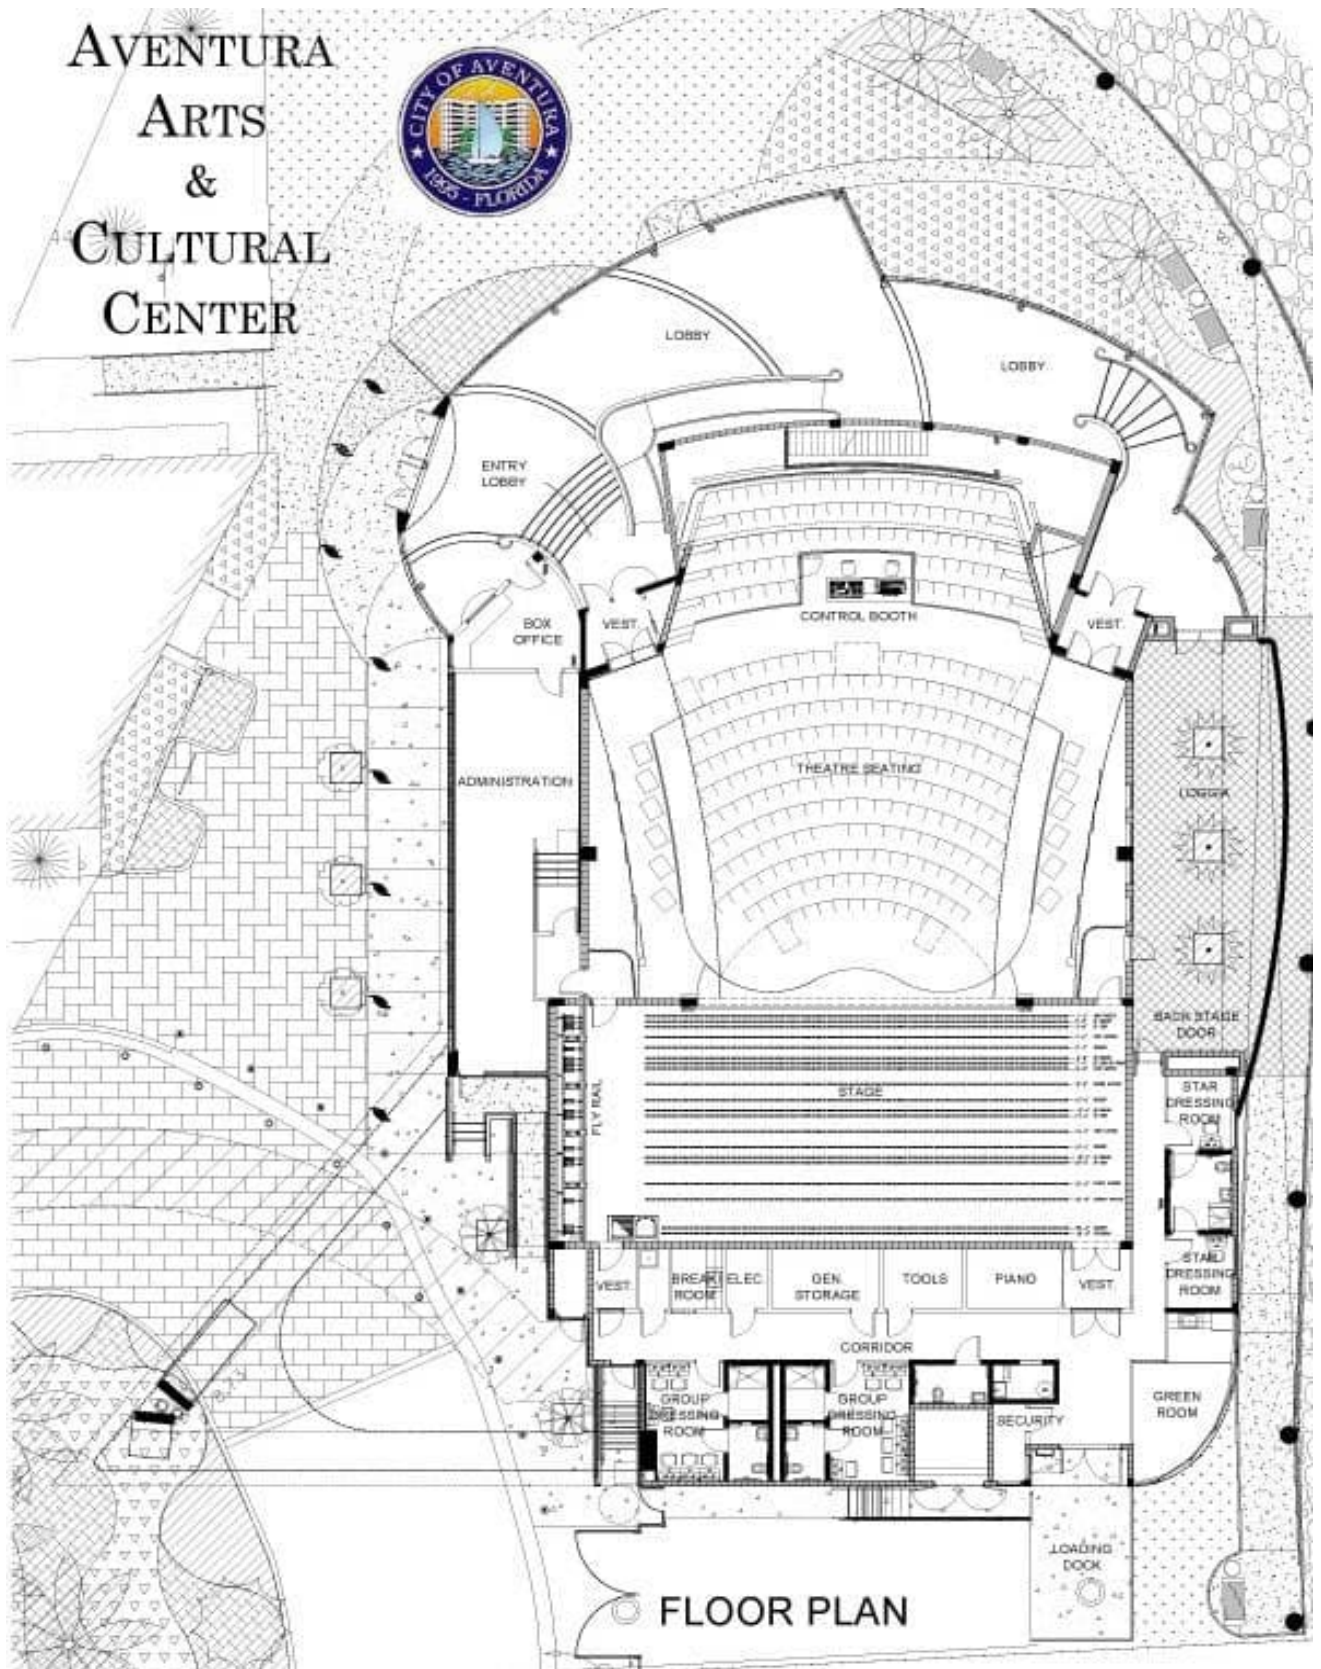 AVENTURA
ARTS
&
CULTURAL
CENTER
CITY OF AVENTURA
1995 - FLORIDA
LOBBY
LOBBY
ENTRY
LOBBY
BOX
OFFICE
VEST.
CONTROL BOOTH
VEST.
THEATRE SEATING
ADMINISTRATION
LOGGIA
BACK STAGE
DOOR
FLY RAIL
STAGE
STAR
DRESSING
ROOM
STAR
DRESSING
ROOM
VEST.
BREAK
ROOM
ELEC.
GEN.
STORAGE
TOOLS
PIANO
VEST.
CORRIDOR
GROUP
DRESSING
ROOM
GROUP
DRESSING
ROOM
SECURITY
GREEN
ROOM
LOADING
DOCK
FLOOR PLAN